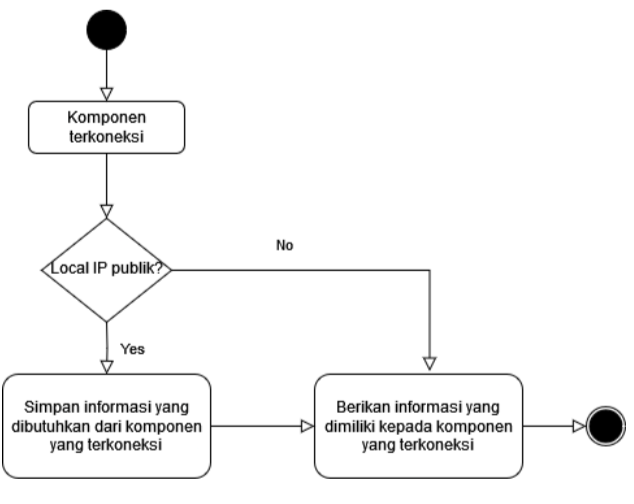 Komponen
terkoneksi
Local IP publik?
No
Yes
Simpan informasi yang
dibutuhkan dari komponen
yang terkoneksi
Berikan informasi yang
dimiliki kepada komponen
yang terkoneksi